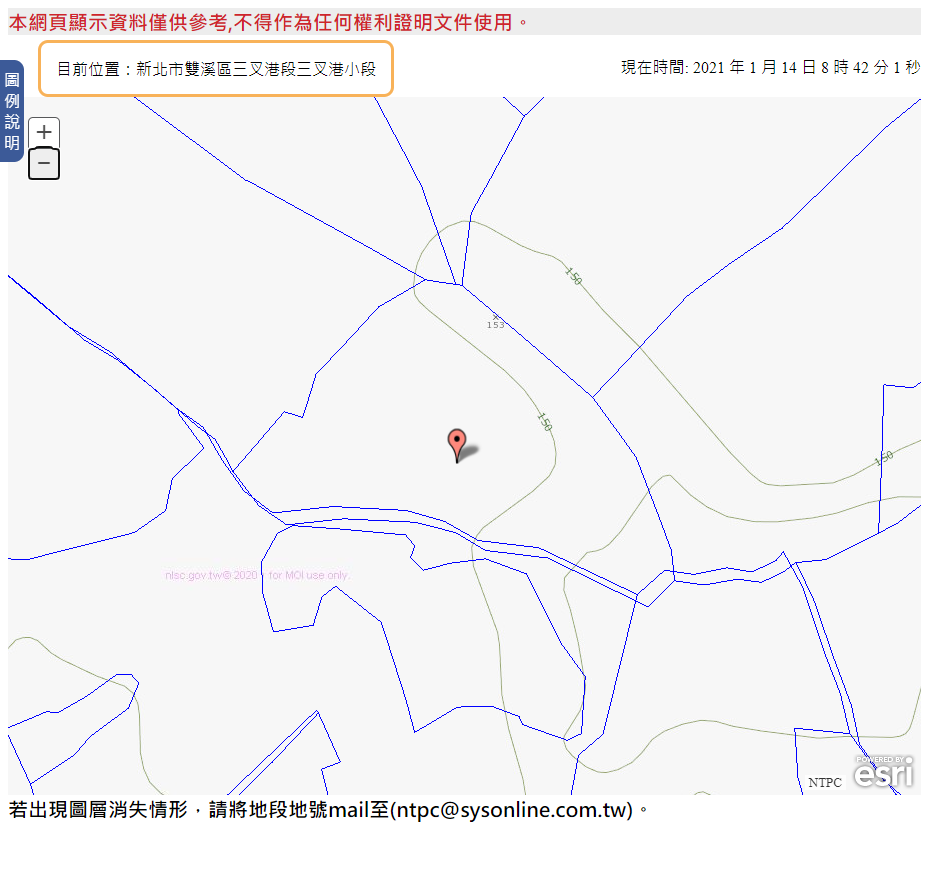 本網頁顯示資料僅供參考,不得作為任何權利證明文件使用。
目前位置：新北市雙溪區三叉港段三叉港小段
現在時間: 2021 年 1 月 14 日 8 時 42 分 1 秒
圖例說明
+
−
150
153
150
150
nlsc.gov.tw© 2020 for MOI use only.
POWERED BY
esri
NTPC
若出現圖層消失情形，請將地段地號mail至(ntpc@sysonline.com.tw)。